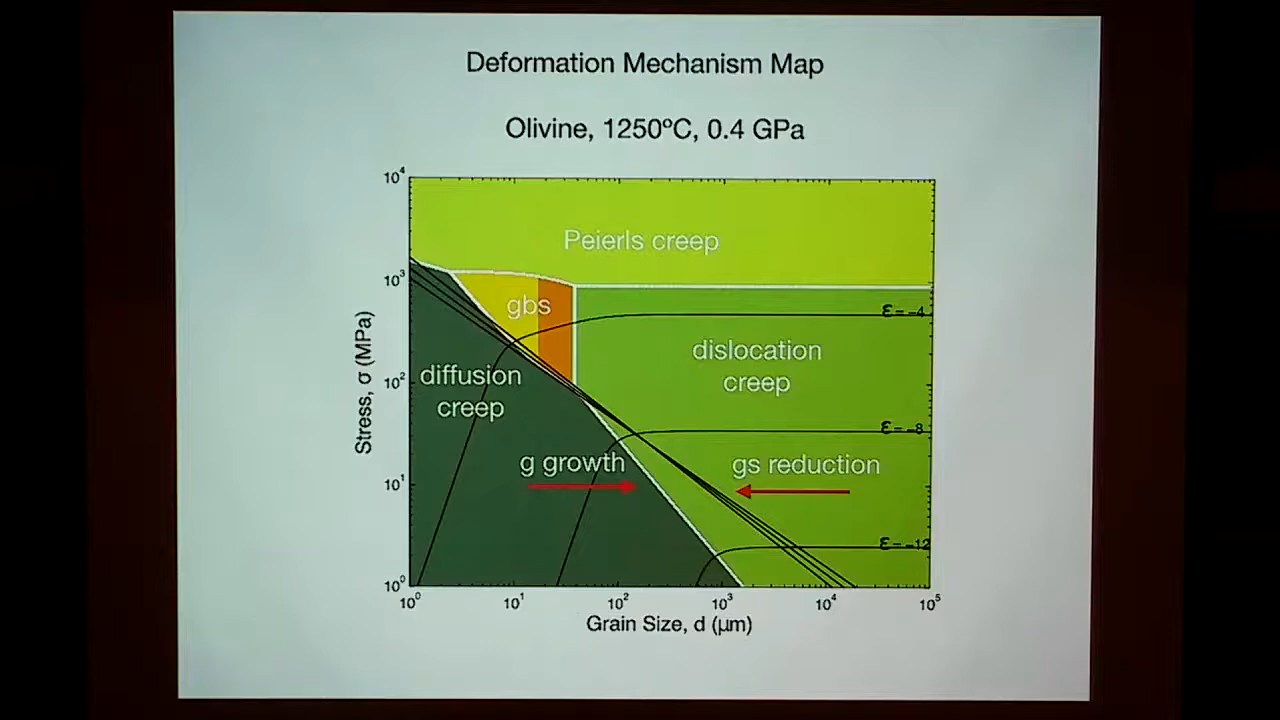 Deformation Mechanism Map
Olivine, 1250ºC, 0.4 GPa
10⁴
10³
10²
10¹
10⁰
Stress, σ (MPa)
Peierls creep
gbs
diffusion
creep
dislocation
creep
g growth
gs reduction
ε̇ = -4
ε̇ = -8
ε̇ = -12
10⁰ 10¹ 10² 10³ 10⁴ 10⁵
Grain Size, d (µm)